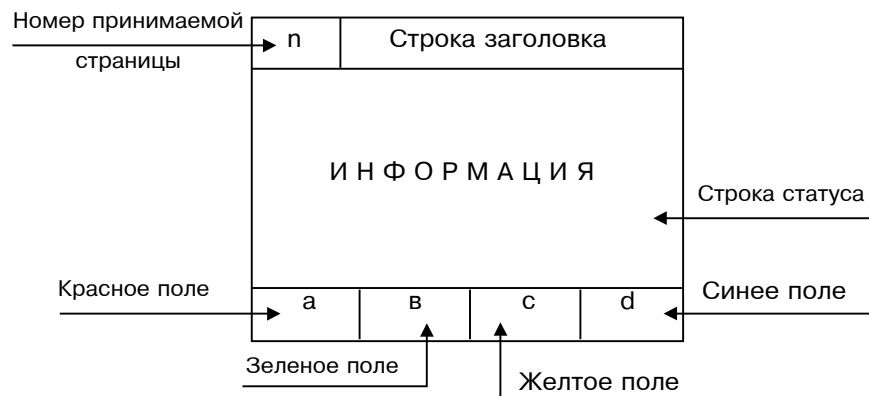 Номер принимаемой
страницы
n
Строка заголовка
ИНФОРМАЦИЯ
Строка статуса
Красное поле
а
в
с
d
Синее поле
Зеленое поле
Желтое поле